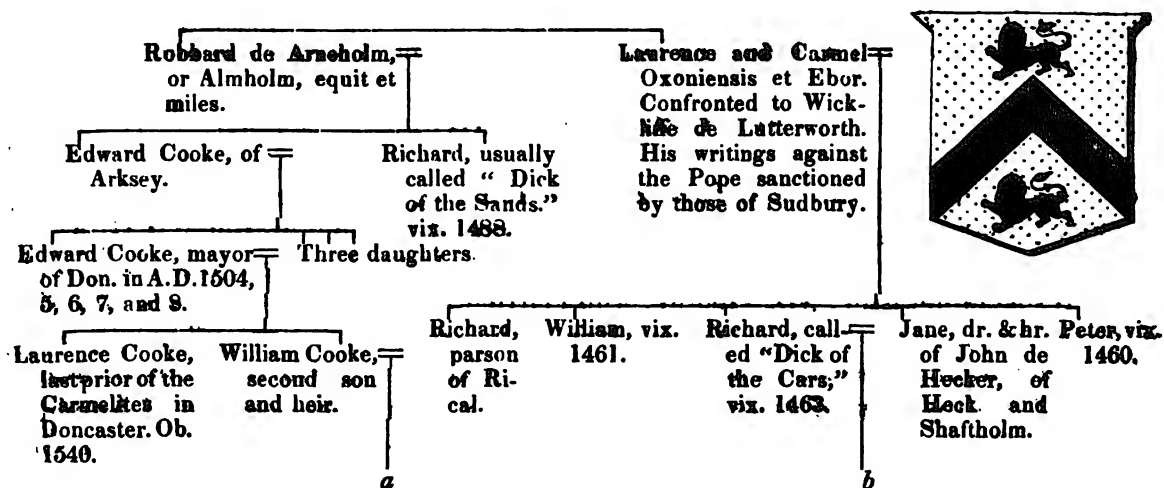 Robbard de Arneholm,
or Almholm, equit et
miles.
Laurence and Carmel
Oxoniensis et Ebor.
Confronted to Wick-
liffe de Lutterworth.
His writings against
the Pope sanctioned
by those of Sudbury.
Edward Cooke, of
Arksey.
Richard, usually
called “ Dick
of the Sands.”
vix. 1488.
Edward Cooke, mayor
of Don. in A.D. 1504,
5, 6, 7, and 8.
Three daughters.
Laurence Cooke,
last prior of the
Carmelites in
Doncaster. Ob.
1540.
William Cooke,
second son
and heir.
Richard,
parson
of Ri-
cal.
William, vix.
1461.
Richard, call-
ed “Dick of
the Cars;”
vix. 1463.
Jane, dr. & hr.
of John de
Hecker, of
Heck and
Shaftholm.
Peter, vix.
1460.
a
b